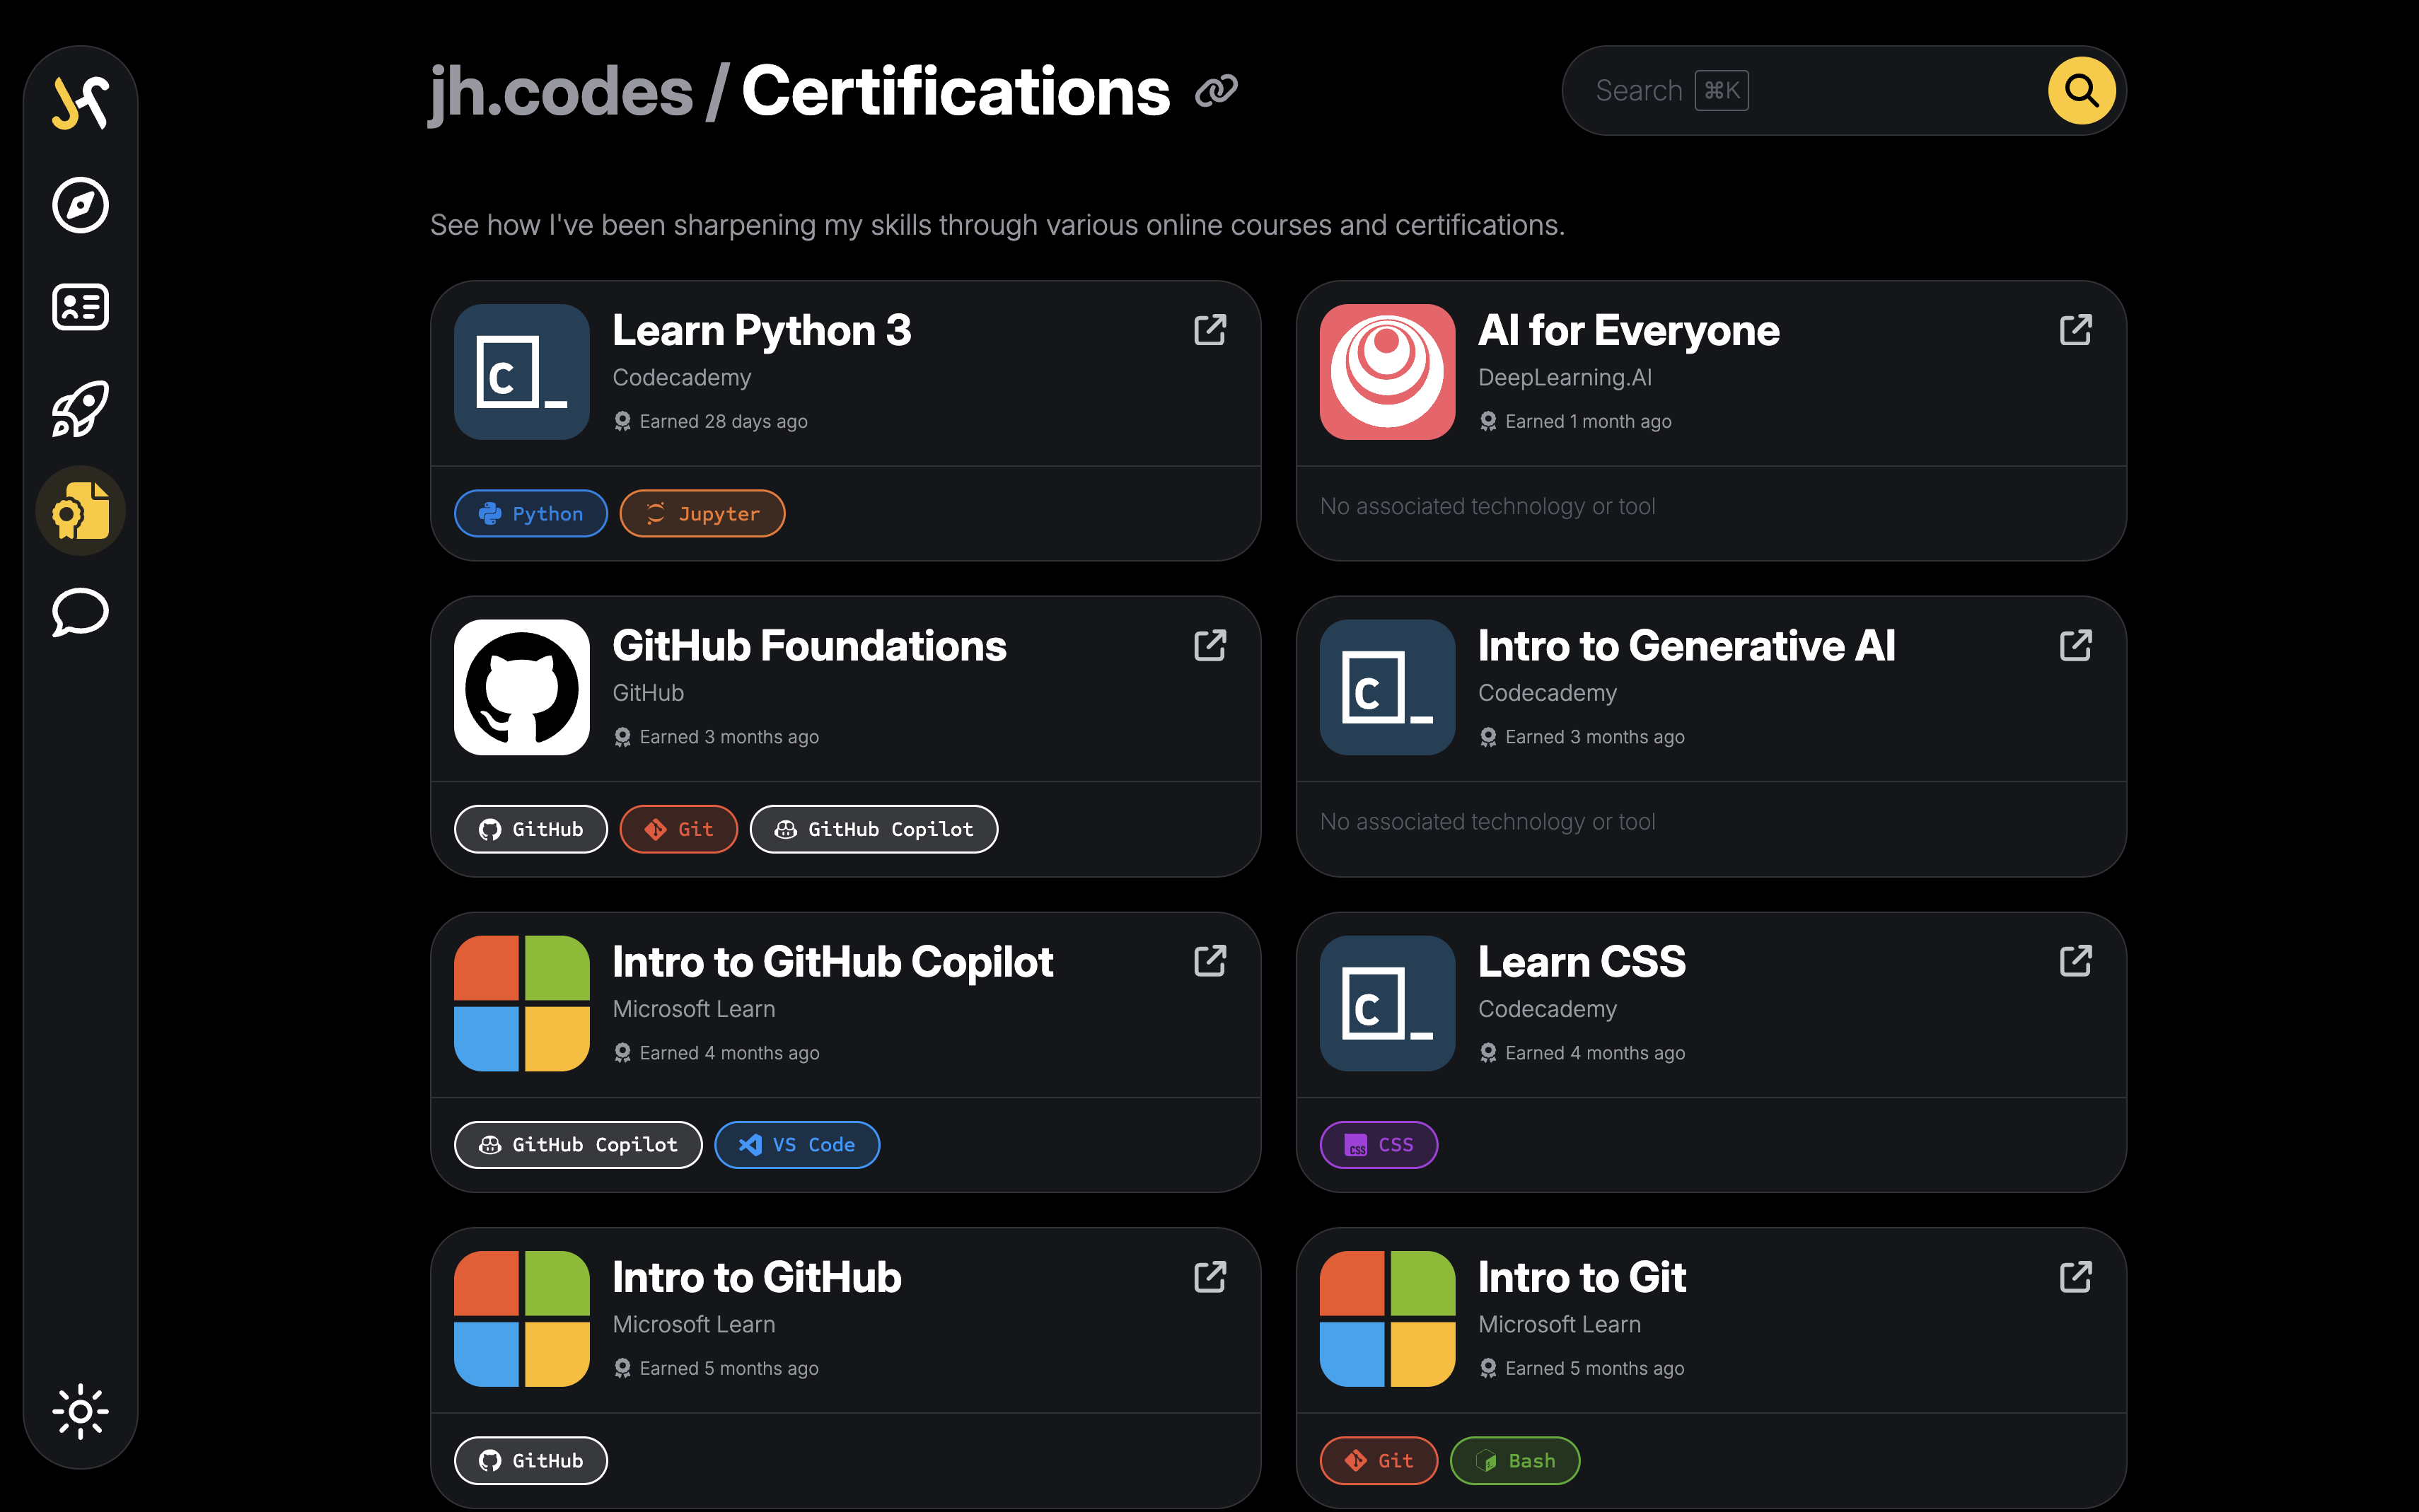 jh.codes / Certifications
Search ⌘K
See how I've been sharpening my skills through various online courses and certifications.
Learn Python 3
Codecademy
Earned 28 days ago
Python Jupyter
AI for Everyone
DeepLearning.AI
Earned 1 month ago
No associated technology or tool
GitHub Foundations
GitHub
Earned 3 months ago
GitHub Git GitHub Copilot
Intro to Generative AI
Codecademy
Earned 3 months ago
No associated technology or tool
Intro to GitHub Copilot
Microsoft Learn
Earned 4 months ago
GitHub Copilot VS Code
Learn CSS
Codecademy
Earned 4 months ago
CSS
Intro to GitHub
Microsoft Learn
Earned 5 months ago
GitHub
Intro to Git
Microsoft Learn
Earned 5 months ago
Git Bash